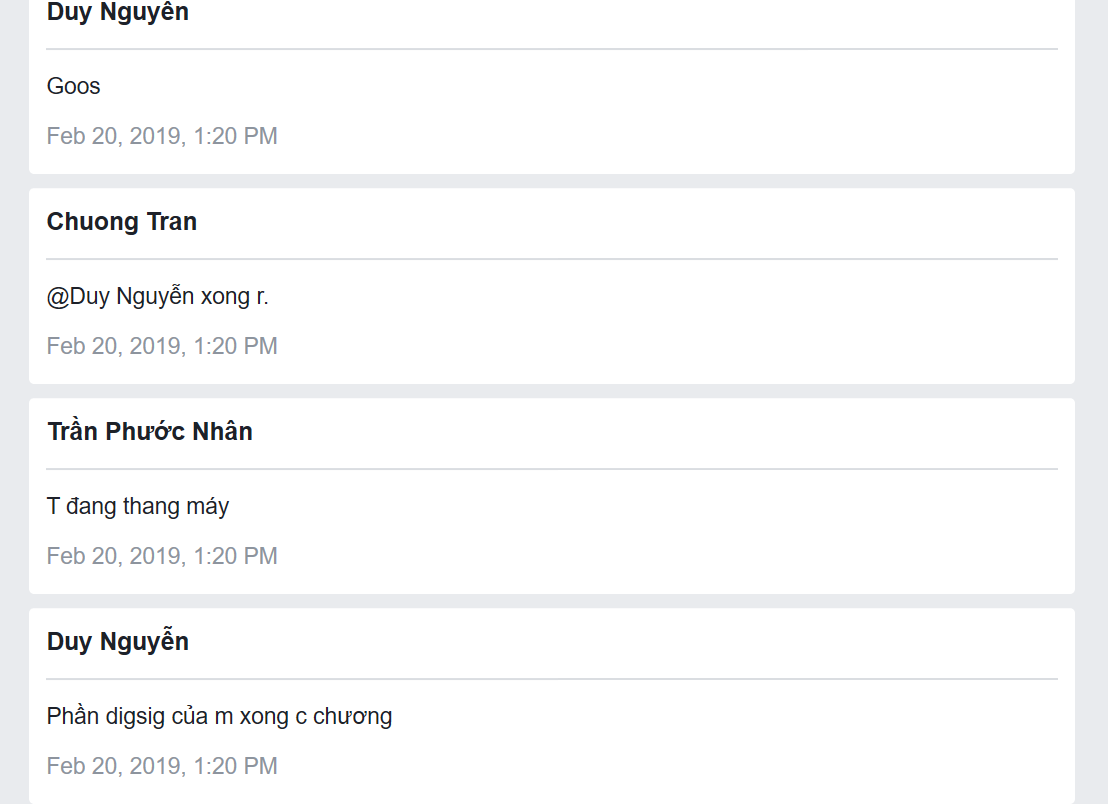 Duy Nguyễn
Goos
Feb 20, 2019, 1:20 PM
Chuong Tran
@Duy Nguyễn xong r.
Feb 20, 2019, 1:20 PM
Trần Phước Nhân
T đang thang máy
Feb 20, 2019, 1:20 PM
Duy Nguyễn
Phần digsig của m xong c chương
Feb 20, 2019, 1:20 PM